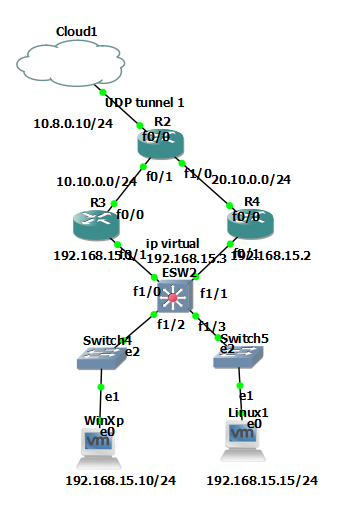 Cloud1
UDP tunnel 1
R2
10.8.0.10/24
f0/0
f0/1
f1/0
10.10.0.0/24
20.10.0.0/24
R3
R4
f0/0
f0/0
ip virtual
192.168.15.1
f0/1
192.168.15.3
192.168.15.2
f0/1
ESW2
f1/0
f1/1
f1/2
f1/3
Switch4
Switch5
e2
e2
e1
e1
WinXp
Linux1
e0
e0
vm
vm
192.168.15.10/24
192.168.15.15/24